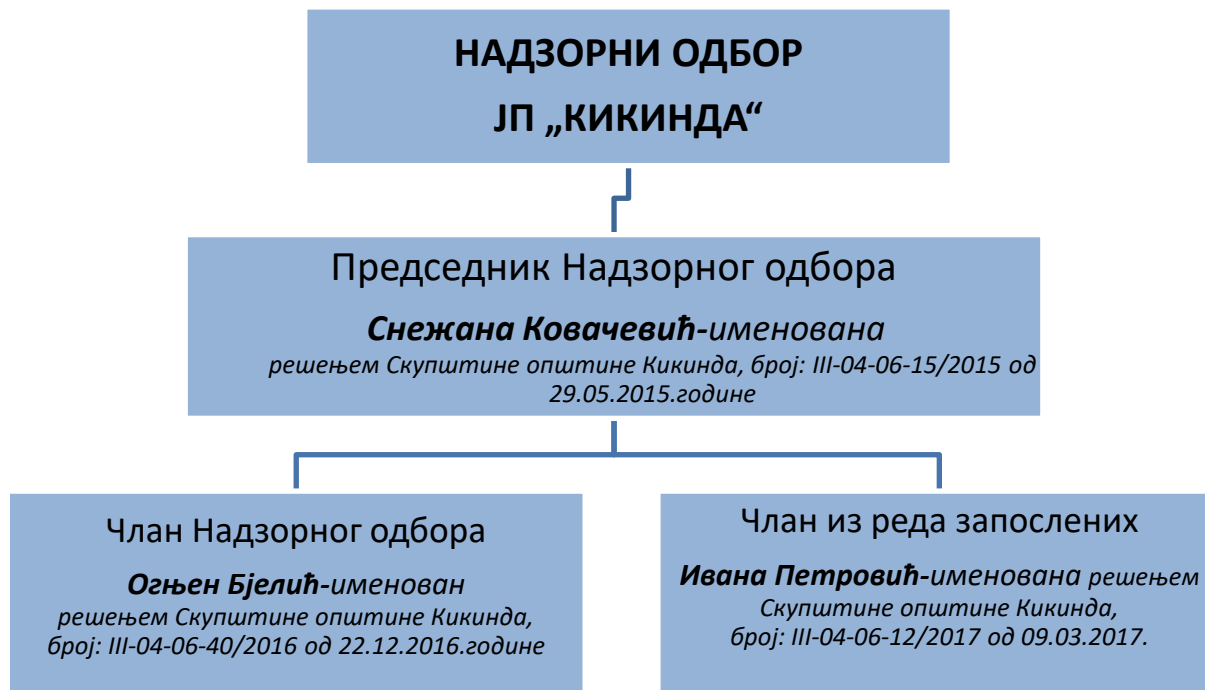 НАДЗОРНИ ОДБОР
ЈП „КИКИНДА“
Председник Надзорног одбора
Снежана Ковачевић-именована
решењем Скупштине општине Кикинда, број: III-04-06-15/2015 од
29.05.2015.године
Члан Надзорног одбора
Огњен Бјелић-именован
решењем Скупштине општине Кикинда,
број: III-04-06-40/2016 од 22.12.2016.године
Члан из реда запослених
Ивана Петровић-именована решењем
Скупштине општине Кикинда,
број: III-04-06-12/2017 од 09.03.2017.